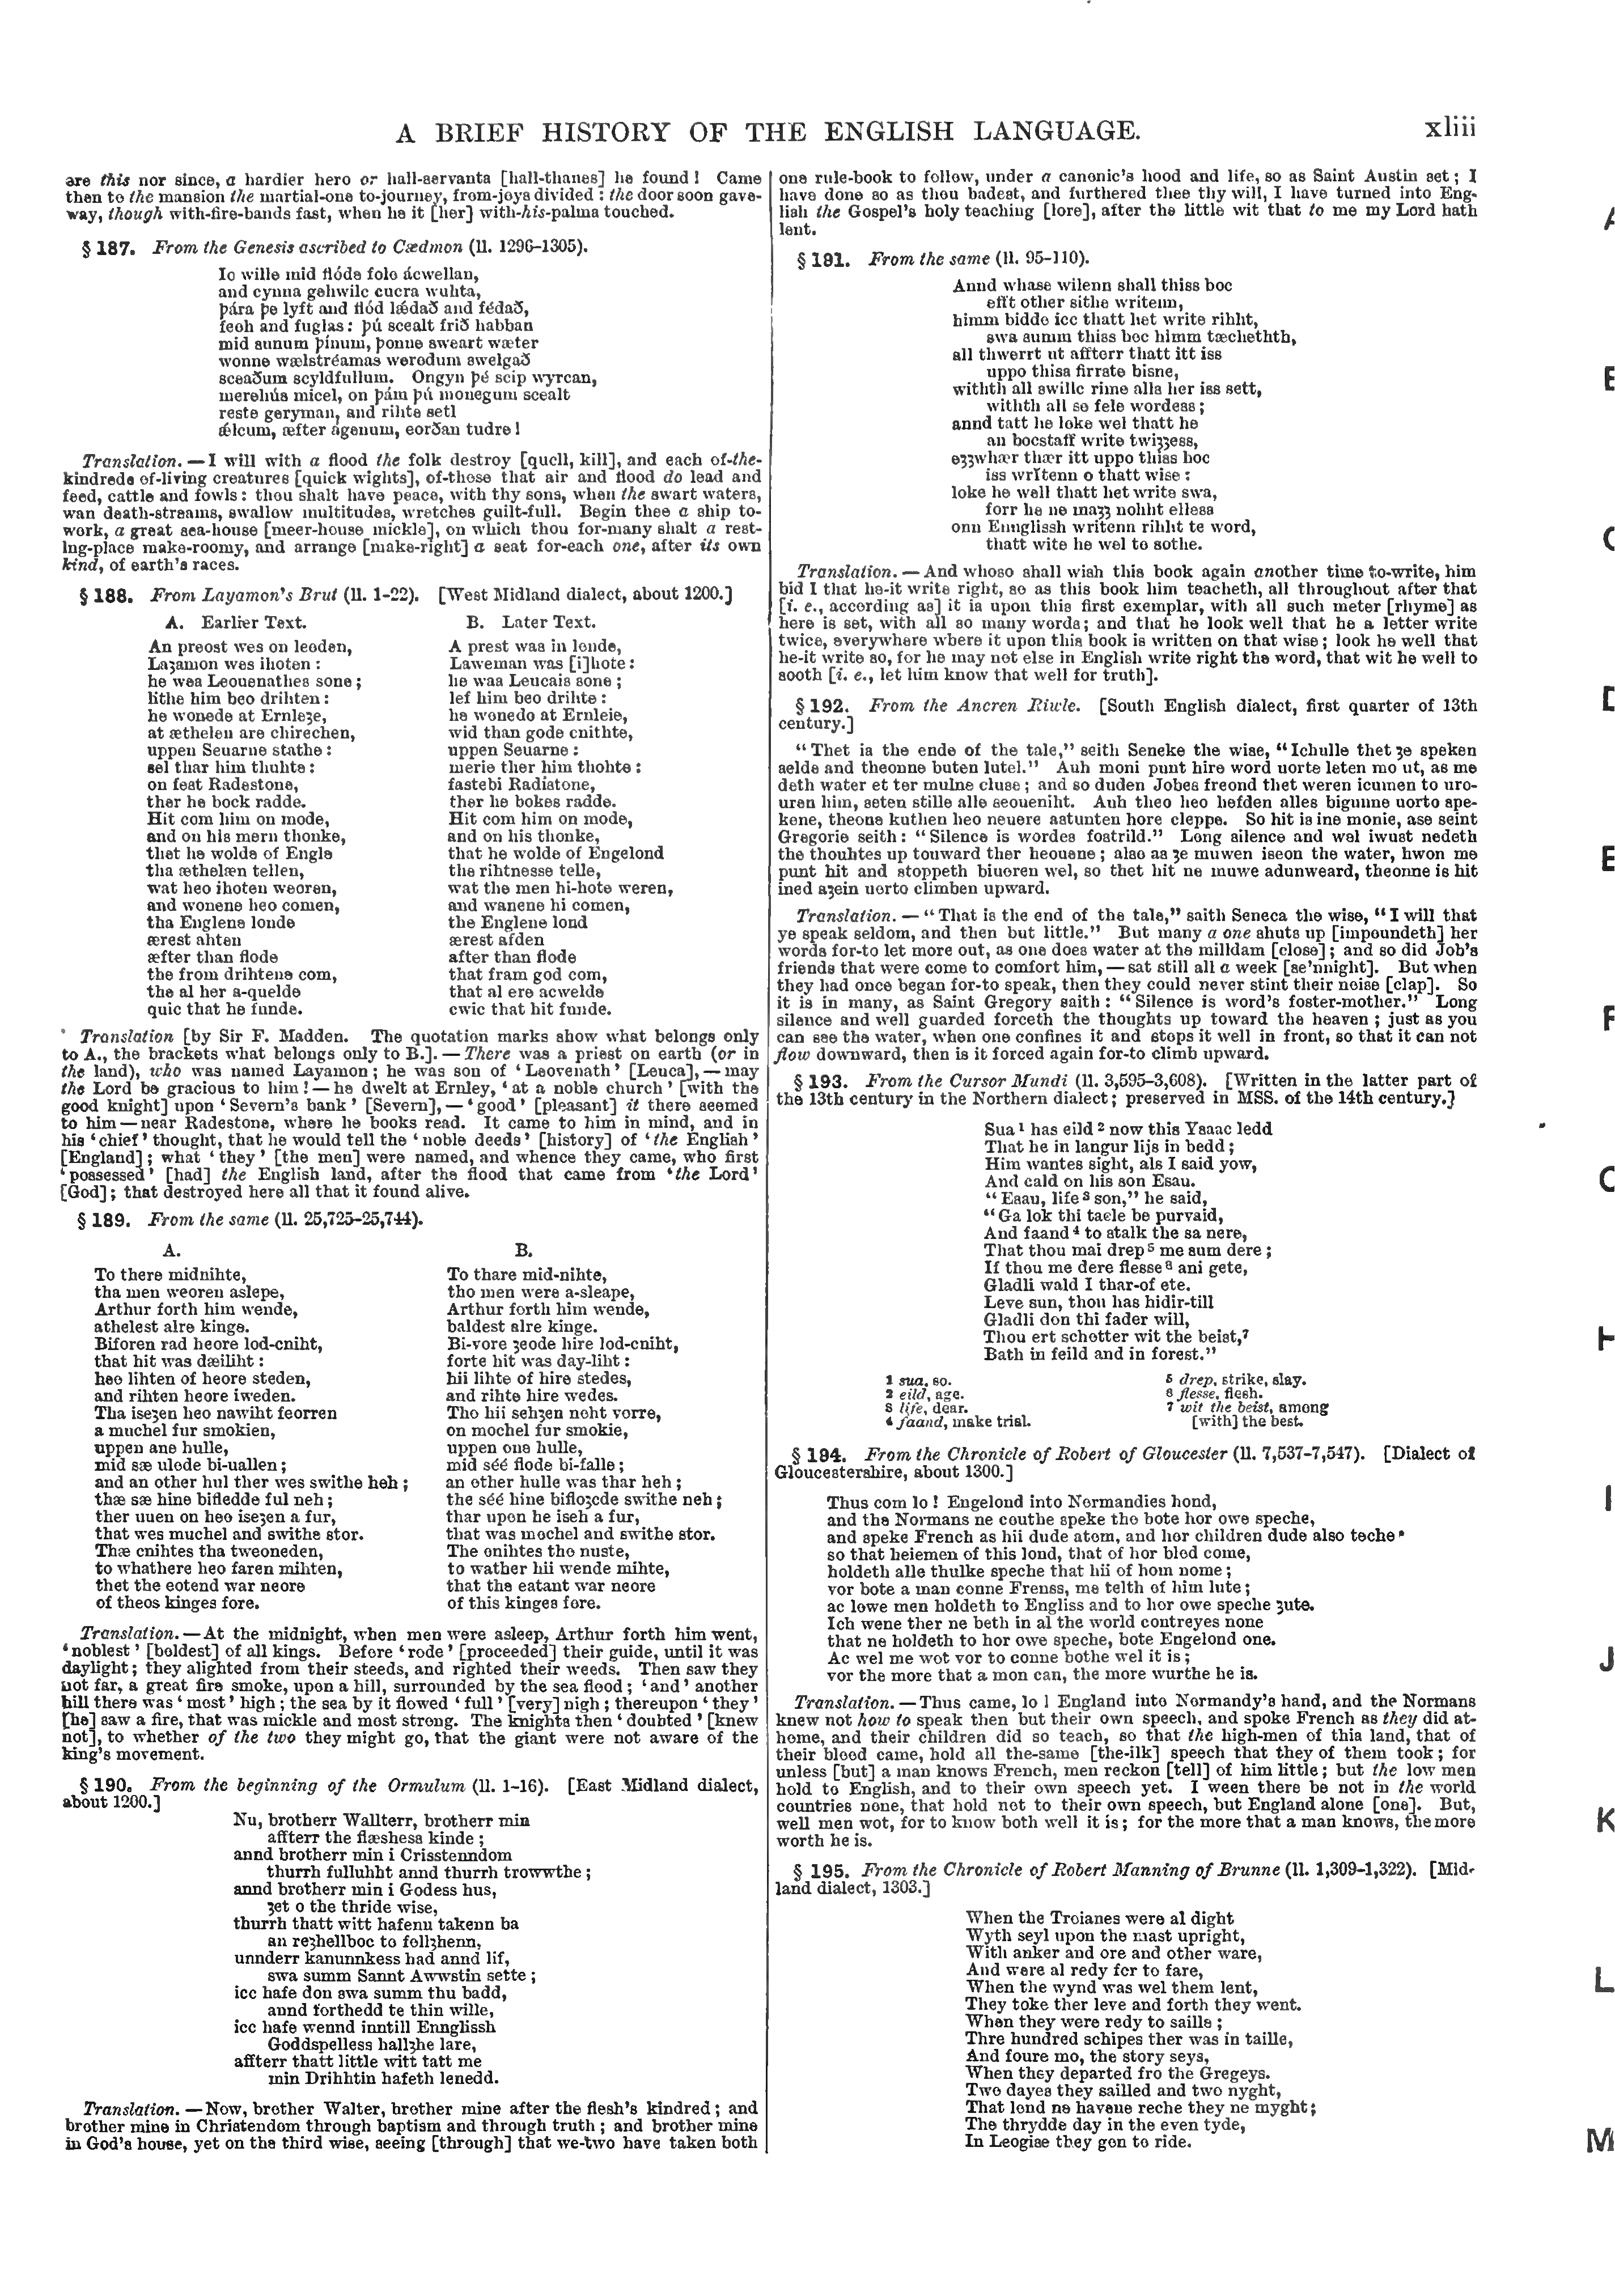 A BRIEF HISTORY OF THE ENGLISH LANGUAGE.
xliii
are this nor since, a hardier hero or hall-servants [hall-thanes] he found! Came
then to the mansion the martial-one to-journey, from-joys divided: the door soon gave-
way, though with-fire-bands fast, when he it [her] with-his-palms touched.
§ 187. From the Genesis ascribed to Cædmon (ll. 1296-1305).
Ic wille mid flóde folc ácwellan,
and cynna gehwilc cucra wuhta,
þára þe lyft and flód lǽdað and fédað,
feoh and fuglas: þú scealt frið habban
mid sunum þínum, þonne sweart wæter
wonne wælstréamas werodum swelgað
sceaðum scyldfullum. Ongyn þé scip wyrcan,
merehús micel, on þám þú monegum scealt
reste geryman, and rihte setl
ǽlcum, æfter ágenum, eorðan tudre!
Translation.—I will with a flood the folk destroy [quell, kill], and each of-the-
kindreds of-living creatures [quick wights], of-those that air and flood do lead and
feed, cattle and fowls: thou shalt have peace, with thy sons, when the swart waters,
wan death-streams, swallow multitudes, wretches guilt-full. Begin thee a ship to-
work, a great sea-house [meer-house mickle], on which thou for-many shalt a rest-
ing-place make-roomy, and arrange [make-right] a seat for-each one, after its own
kind, of earth's races.
§ 188. From Layamon's Brut (ll. 1-22). [West Midland dialect, about 1200.]
A. Earlier Text.
An preost wes on leoden,
Laȝamon wes ihoten:
he wes Leouenathes sone;
lithe him beo drihten:
he wonede at Ernleȝe,
at æthelen are chirechen,
uppen Seuarne stathe:
sel thar him thuhte:
on fest Radestone,
ther he bock radde.
Hit com him on mode,
and on his mern thonke,
thet he wolde of Engle
tha æthelæn tellen,
wat heo ihoten weoren,
and wonene heo comen,
tha Englene londe
ærest ahten
æfter than flode
the from drihtene com,
the al her a-quelde
quic that he funde.
B. Later Text.
A prest was in londe,
Laweman was [i]hote:
he was Leucais sone;
lef him beo drihte:
he wonede at Ernleie,
wid than gode cnihte,
uppen Seuarne:
merie ther him thohte:
fastebi Radistone,
ther he bokes radde.
Hit com him on mode,
and on his thonke,
that he wolde of Engelond
the rihtnesse telle,
wat the men hi-hote weren,
and wanene hi comen,
the Englene lond
ærest afden
after than flode
that fram god com,
that al ere acwelde
cwic that hit funde.
Translation [by Sir F. Madden. The quotation marks show what belongs only
to A., the brackets what belongs only to B.].—There was a priest on earth (or in
the land), who was named Layamon; he was son of 'Leovenath' [Leuca],—may
the Lord be gracious to him!—he dwelt at Ernley, 'at a noble church' [with the
good knight] upon 'Severn's bank' [Severn],—'good' [pleasant] it there seemed
to him—near Radestone, where he books read. It came to him in mind, and in
his 'chief' thought, that he would tell the 'noble deeds' [history] of 'the English'
[England]; what 'they' [the men] were named, and whence they came, who first
'possessed' [had] the English land, after the flood that came from 'the Lord'
[God]; that destroyed here all that it found alive.
§ 189. From the same (ll. 25,725-25,744).
A.
To there midnihte,
tha men weoren aslepe,
Arthur forth him wende,
athelest alre kinge.
Biforen rad heore lod-cniht,
that hit was dæiliht:
heo lihten of heore steden,
and rihten heore iweden.
Tha iseȝen heo nawiht feorren
a muchel fur smokien,
uppen ane hulle,
mid sæ ulode bi-uallen;
and an other hul ther wes swithe heh;
thæ sæ hine bifledde ful neh;
ther uuen on heo iseȝen a fur,
that wes muchel and swithe stor.
Thæ cnihtes tha tweoneden,
to whathere heo faren mihten,
thet the eotend war neore
of theos kinges fore.
B.
To thare mid-nihte,
tho men were a-sleape,
Arthur forth him wende,
baldest alre kinge.
Bi-vore ȝeode hire lod-cniht,
forte hit was day-liht:
hii lihte of hire stedes,
and rihte hire wedes.
Tho hii sehȝen noht vorre,
on mochel fur smokie,
uppen one hulle,
mid séé flode bi-falle;
an other hulle was thar heh;
the séé hine bifloȝede swithe neh;
thar upon he iseh a fur,
that was mochel and swithe stor.
The cnihtes tho nuste,
to wather hii wende mihte,
that the eatant war neore
of this kinges fore.
Translation.—At the midnight, when men were asleep, Arthur forth him went,
'noblest' [boldest] of all kings. Before 'rode' [proceeded] their guide, until it was
daylight; they alighted from their steeds, and righted their weeds. Then saw they
not far, a great fire smoke, upon a hill, surrounded by the sea flood; 'and' another
hill there was 'most' high; the sea by it flowed 'full' [very] nigh; thereupon 'they'
[he] saw a fire, that was mickle and most strong. The knights then 'doubted' [knew
not], to whether of the two they might go, that the giant were not aware of the
king's movement.
§ 190. From the beginning of the Ormulum (ll. 1-16). [East Midland dialect,
about 1200.]
Nu, brotherr Wallterr, brotherr min
affterr the flæshess kinde;
annd brotherr min i Crisstenndom
thurrh fulluhht annd thurrh trowwthe;
annd brotherr min i Godess hus,
ȝet o the thride wise,
thurrh thatt witt hafenn takenn ba
an reȝhellboc to follȝhenn,
unnderr kanunnkess had annd lif,
swa summ Sannt Awwstin sette;
icc hafe don swa summ thu badd,
annd forthedd te thin wille,
icc hafe wennd inntill Ennglissh
Goddspelless hallȝhe lare,
affterr thatt little witt tatt me
min Drihhtin hafeth lenedd.
Translation.—Now, brother Walter, brother mine after the flesh's kindred; and
brother mine in Christendom through baptism and through truth; and brother mine
in God's house, yet on the third wise, seeing [through] that we-two have taken both
one rule-book to follow, under a canonic's hood and life, so as Saint Austin set; I
have done so as thou badest, and furthered thee thy will, I have turned into Eng-
lish the Gospel's holy teaching [lore], after the little wit that to me my Lord hath
lent.
§ 191. From the same (ll. 95-110).
Annd whase wilenn shall thiss boc
efft other sithe writenn,
himm bidde icc thatt het write rihht,
swa summ thiss boc himm tæchethth,
all thwerrt ut affterr thatt itt iss
uppo thiss firrste bisne,
withth all swillc rime alls her iss sett,
withth all se fele wordess;
annd tatt he loke wel thatt he
an bocstaff write twiȝȝess,
eȝȝwhær thær itt uppo thiss boc
iss wrĭtenn o thatt wise:
loke he well thatt het write swa,
forr he ne maȝȝ nohht elless
onn Ennglissh writenn rihht te word,
thatt wite he wel to sothe.
Translation.—And whoso shall wish this book again another time to-write, him
bid I that he-it write right, so as this book him teacheth, all throughout after that
[i. e., according as] it is upon this first exemplar, with all such meter [rhyme] as
here is set, with all so many words; and that he look well that he a letter write
twice, everywhere where it upon this book is written on that wise; look he well that
he-it write so, for he may not else in English write right the word, that wit he well to
sooth [i. e., let him know that well for truth].
§ 192. From the Ancren Riwle. [South English dialect, first quarter of 13th
century.]
"Thet is the ende of the tale," seith Seneke the wise, "Ichulle thet ȝe speken
selde and theonne buten lutel." Auh moni punt hire word uorte leten mo ut, as me
deth water et ter mulne cluse; and so duden Jobes freond thet weren icumen to uro-
uren him, seten stille alle seoueniht. Auh theo heo hefden alles bigunne uorto spe-
kene, theone kuthen heo neuere astunten hore cleppe. So hit is ine monie, ase seint
Gregorie seith: "Silence is wordes fostrild." Long silence and wel iwust nedeth
the thouhtes up touward ther heouene; also as ȝe muwen iseon the water, hwon me
punt hit and stoppeth biuoren wel, so thet hit ne muwe adunweard, theonne is hit
ined aȝein uorto climben upward.
Translation.—"That is the end of the tale," saith Seneca the wise, "I will that
ye speak seldom, and then but little." But many a one shuts up [impoundeth] her
words for-to let more out, as one does water at the milldam [close]; and so did Job's
friends that were come to comfort him,—sat still all a week [se'nnight]. But when
they had once began for-to speak, then they could never stint their noise [clap]. So
it is in many, as Saint Gregory saith: "Silence is word's foster-mother." Long
silence and well guarded forceth the thoughts up toward the heaven; just as you
can see the water, when one confines it and stops it well in front, so that it can not
flow downward, then is it forced again for-to climb upward.
§ 193. From the Cursor Mundi (ll. 3,595-3,608). [Written in the latter part of
the 13th century in the Northern dialect; preserved in MSS. of the 14th century.]
Sua¹ has eild² now this Ysaac ledd
That he in langur lijs in bedd;
Him wantes sight, als I said yow,
And cald on his son Esau.
"Esau, life³ son," he said,
"Ga lok thi tacle be purvaid,
And faand⁴ to stalk the sa nere,
That thou mai drep⁵ me sum dere;
If thou me dere flesse⁶ ani gete,
Gladli wald I thar-of ete.
Leve sun, thou has hidir-till
Gladli don thi fader will,
Thou ert schotter wit the beist,⁷
Bath in feild and in forest."
1 sua, so.
2 eild, age.
3 life, dear.
4 faand, make trial.
5 drep, strike, slay.
6 flesse, flesh.
7 wit the beist, among
[with] the best.
§ 194. From the Chronicle of Robert of Gloucester (ll. 7,537-7,547). [Dialect of
Gloucestershire, about 1300.]
Thus com lo! Engelond into Normandies hond,
and the Normans ne couthe speke tho bote hor owe speche,
and speke French as hii dude atom, and hor children dude also teche
so that heiemen of this lond, that of hor blod come,
holdeth alle thulke speche that hii of hom nome;
vor bote a man conne Frenss, me telth of him lute;
ac lowe men holdeth to Engliss and to hor owe speche ȝute.
Ich wene ther ne beth in al the world contreyes none
that ne holdeth to hor owe speche, bote Engelond one.
Ac wel me wot vor to conne bothe wel it is;
vor the more that a mon can, the more wurthe he is.
Translation.—Thus came, lo! England into Normandy's hand, and the Normans
knew not how to speak then but their own speech, and spoke French as they did at-
home, and their children did so teach, so that the high-men of this land, that of
their blood came, hold all the-same [the-ilk] speech that they of them took; for
unless [but] a man knows French, men reckon [tell] of him little; but the low men
hold to English, and to their own speech yet. I ween there be not in the world
countries none, that hold not to their own speech, but England alone [one]. But,
well men wot, for to know both well it is; for the more that a man knows, the more
worth he is.
§ 195. From the Chronicle of Robert Manning of Brunne (ll. 1,309-1,322). [Mid-
land dialect, 1303.]
When the Troianes were al dight
Wyth seyl upon the mast upright,
With anker and ore and other ware,
And were al redy for to fare,
When the wynd was wel them lent,
They toke ther leve and forth they went.
When they were redy to saille;
Thre hundred schipes ther was in taille,
And foure mo, the story seys,
When they departed fro the Gregeys.
Two dayes they sailled and two nyght,
That lond ne havene reche they ne myght;
The thrydde day in the even tyde,
In Leogise they gon to ride.
A
E
C
D
E
F
C
H
I
J
K
L
M